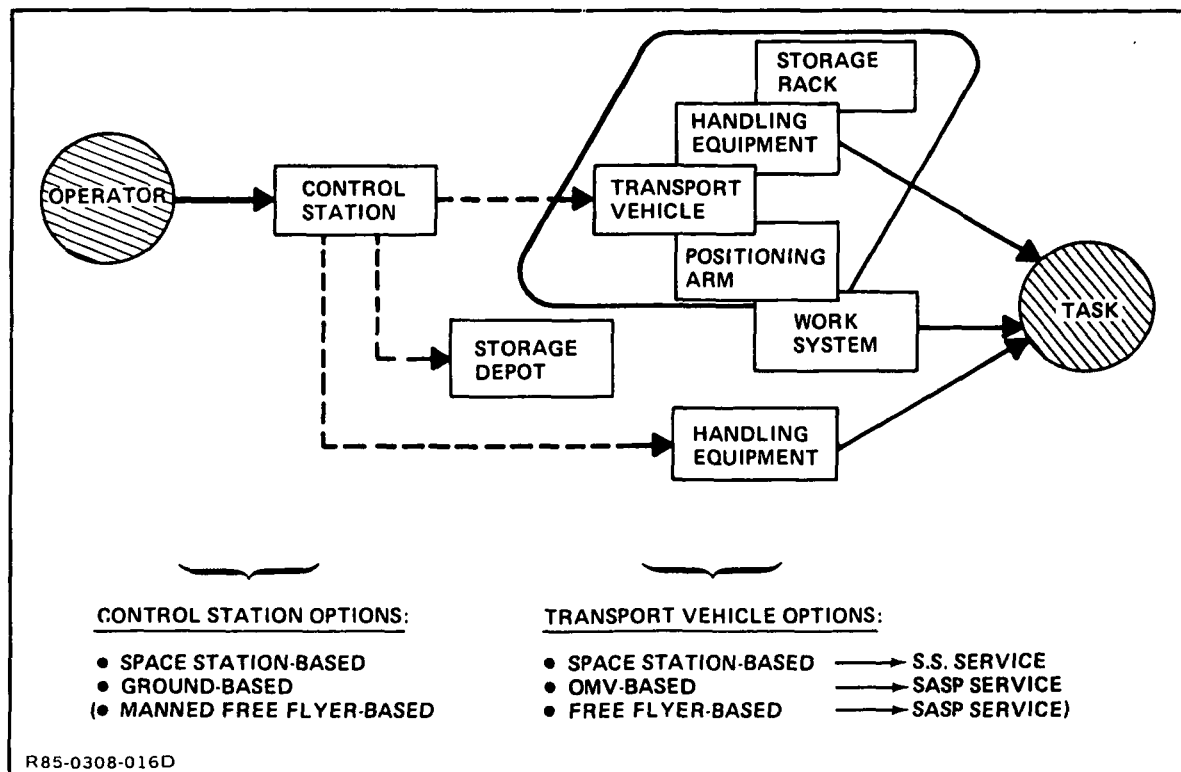 STORAGE
RACK
HANDLING
EQUIPMENT
OPERATOR
CONTROL
STATION
TRANSPORT
VEHICLE
POSITIONING
ARM
TASK
WORK
SYSTEM
STORAGE
DEPOT
HANDLING
EQUIPMENT
CONTROL STATION OPTIONS:
• SPACE STATION-BASED
• GROUND-BASED
(• MANNED FREE FLYER-BASED
TRANSPORT VEHICLE OPTIONS:
• SPACE STATION-BASED → S.S. SERVICE
• OMV-BASED → SASP SERVICE
• FREE FLYER-BASED → SASP SERVICE)
R85-0308-016D